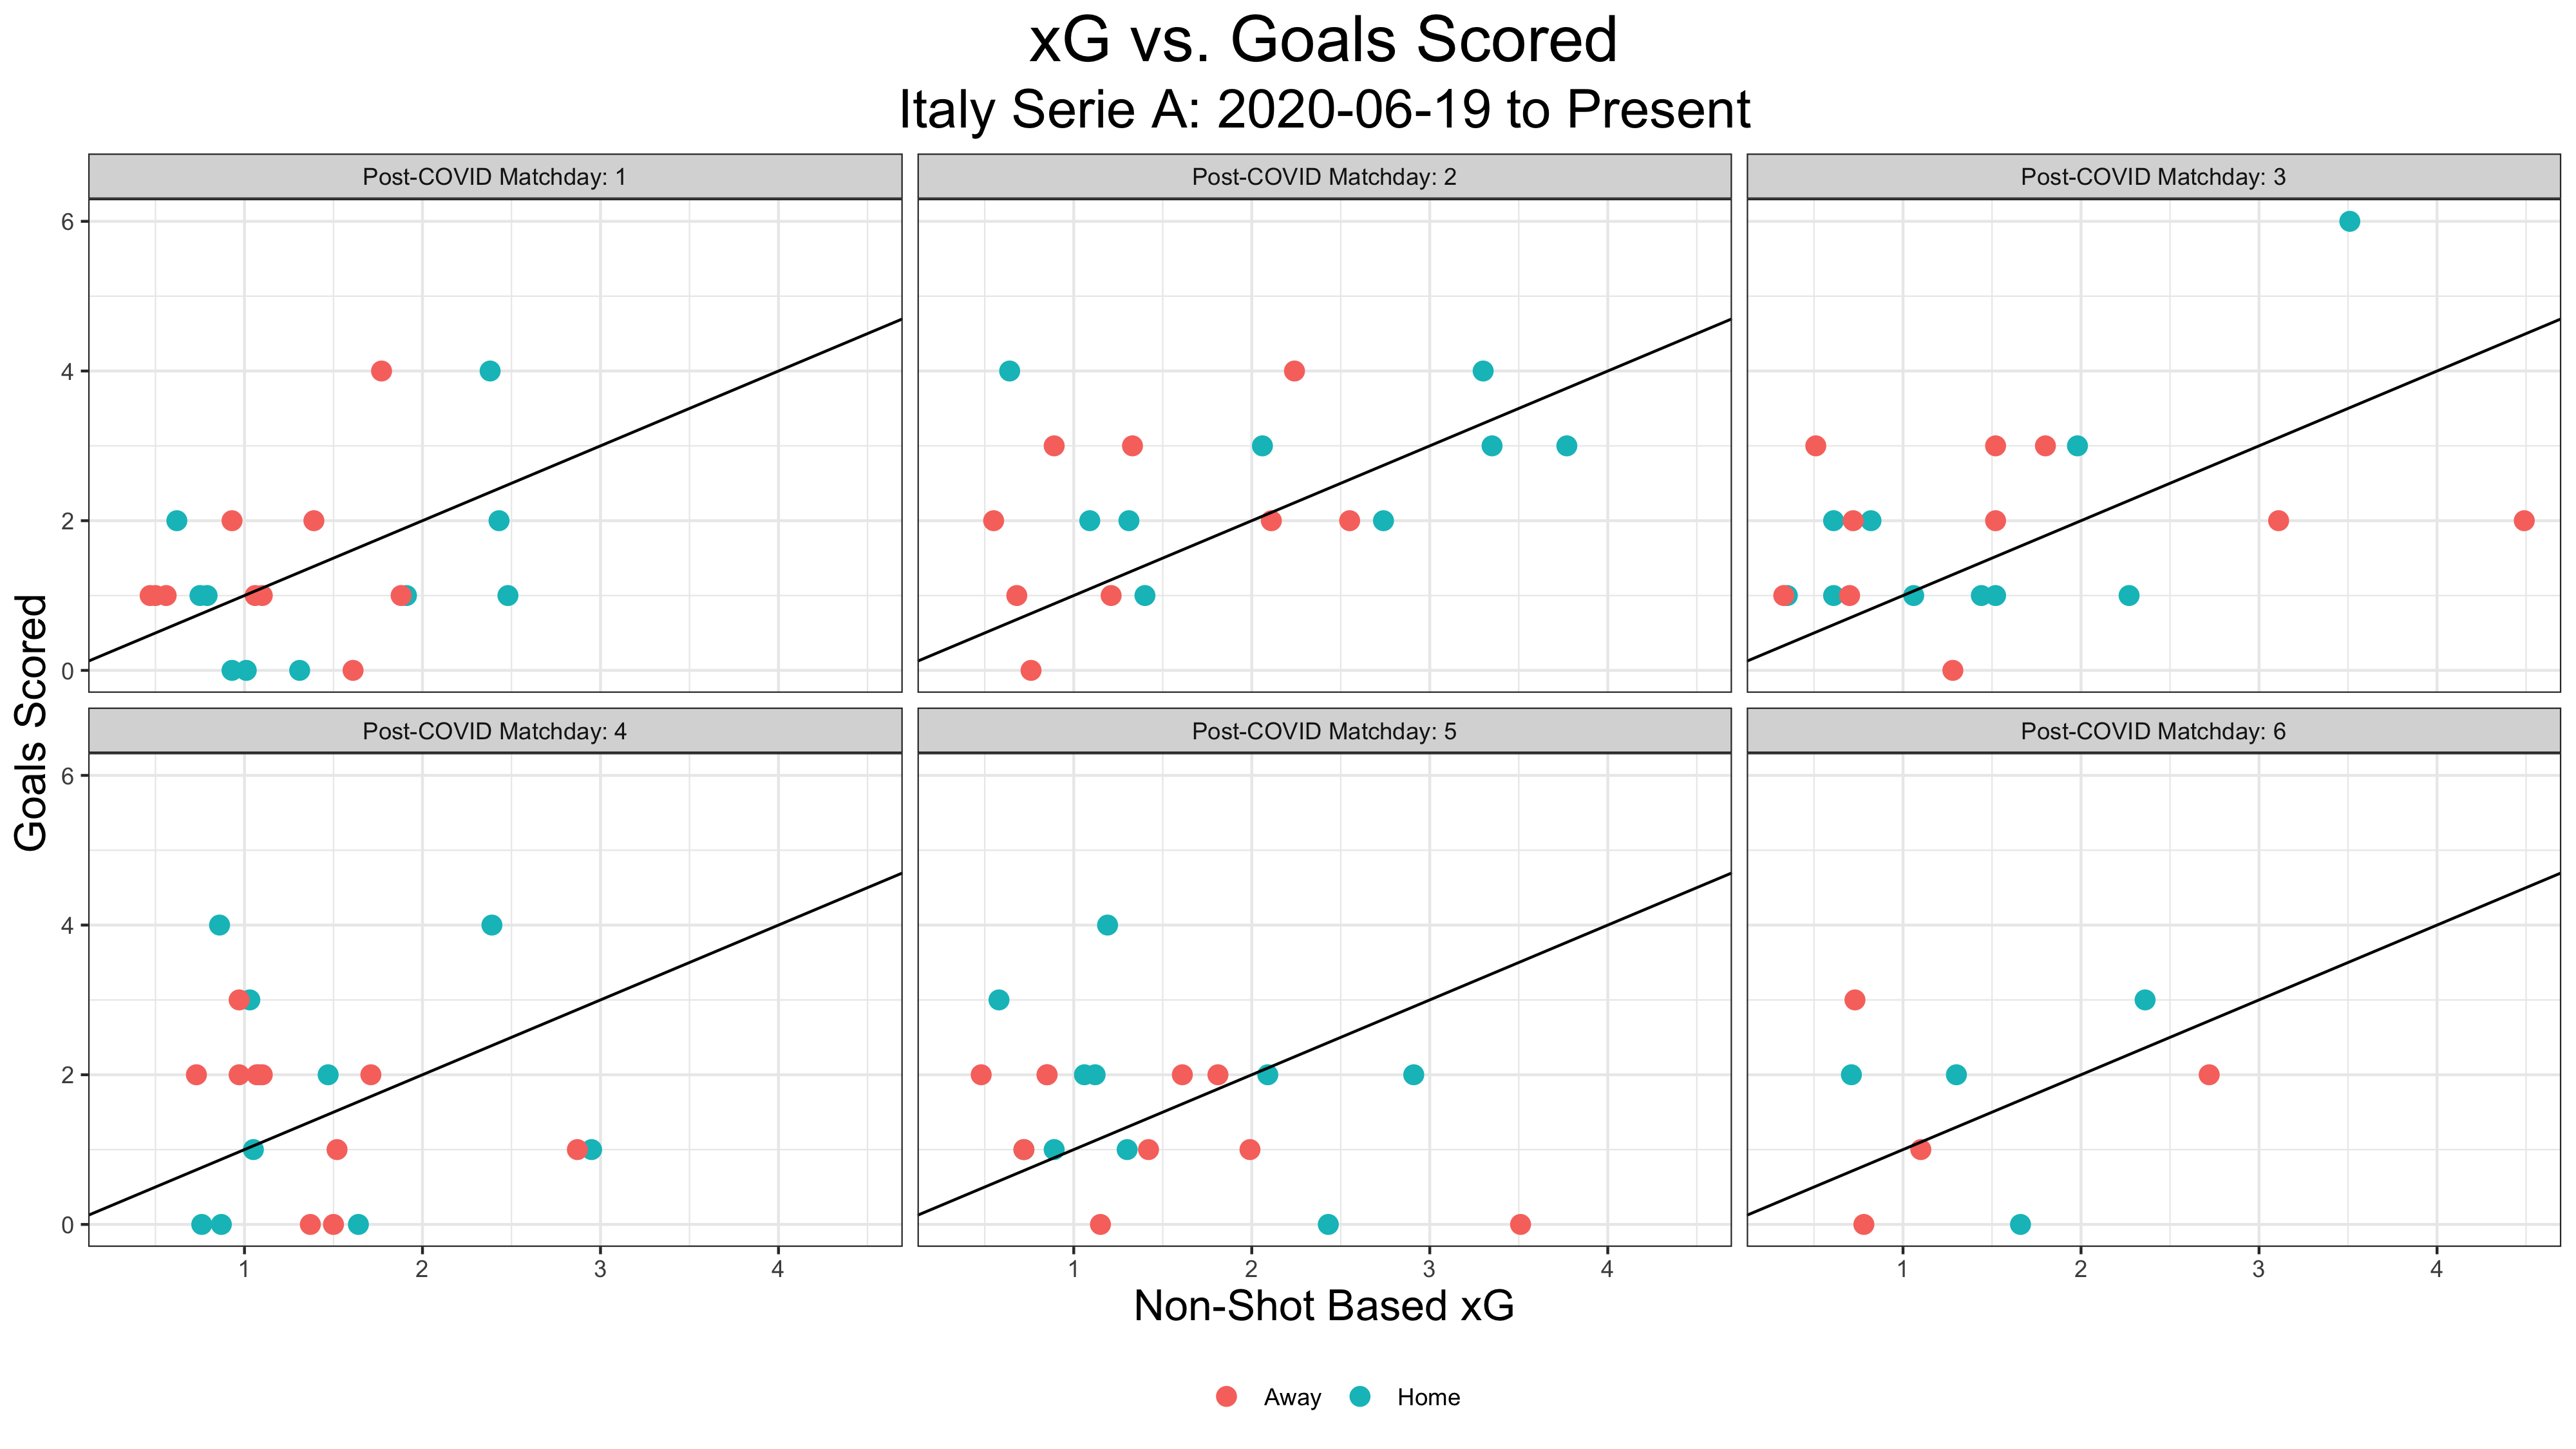 xG vs. Goals Scored
Italy Serie A: 2020-06-19 to Present
Post-COVID Matchday: 1
Post-COVID Matchday: 2
Post-COVID Matchday: 3
6
4
2
0
Goals Scored
Post-COVID Matchday: 4
Post-COVID Matchday: 5
Post-COVID Matchday: 6
6
4
2
0
1 2 3 4
1 2 3 4
1 2 3 4
Non-Shot Based xG
Away
Home